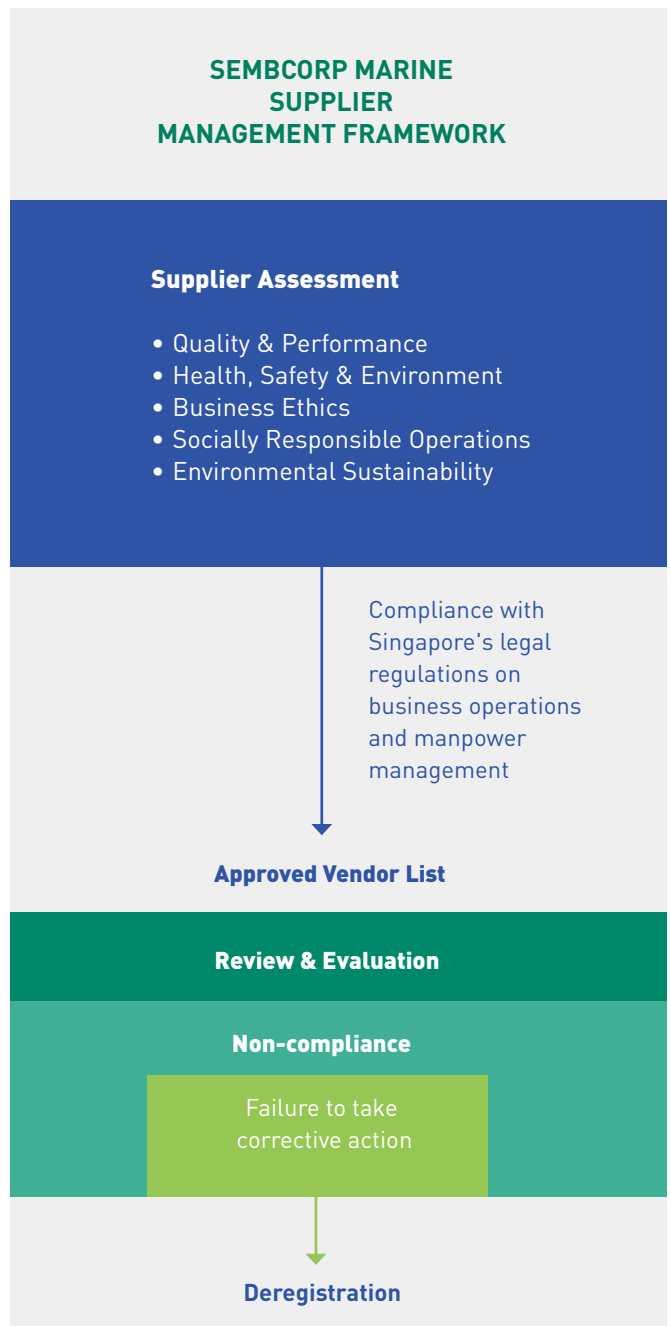 SEMBCORP MARINE
SUPPLIER
MANAGEMENT FRAMEWORK
Supplier Assessment
• Quality & Performance
• Health, Safety & Environment
• Business Ethics
• Socially Responsible Operations
• Environmental Sustainability
Compliance with
Singapore's legal
regulations on
business operations
and manpower
management
Approved Vendor List
Review & Evaluation
Non-compliance
Failure to take
corrective action
Deregistration